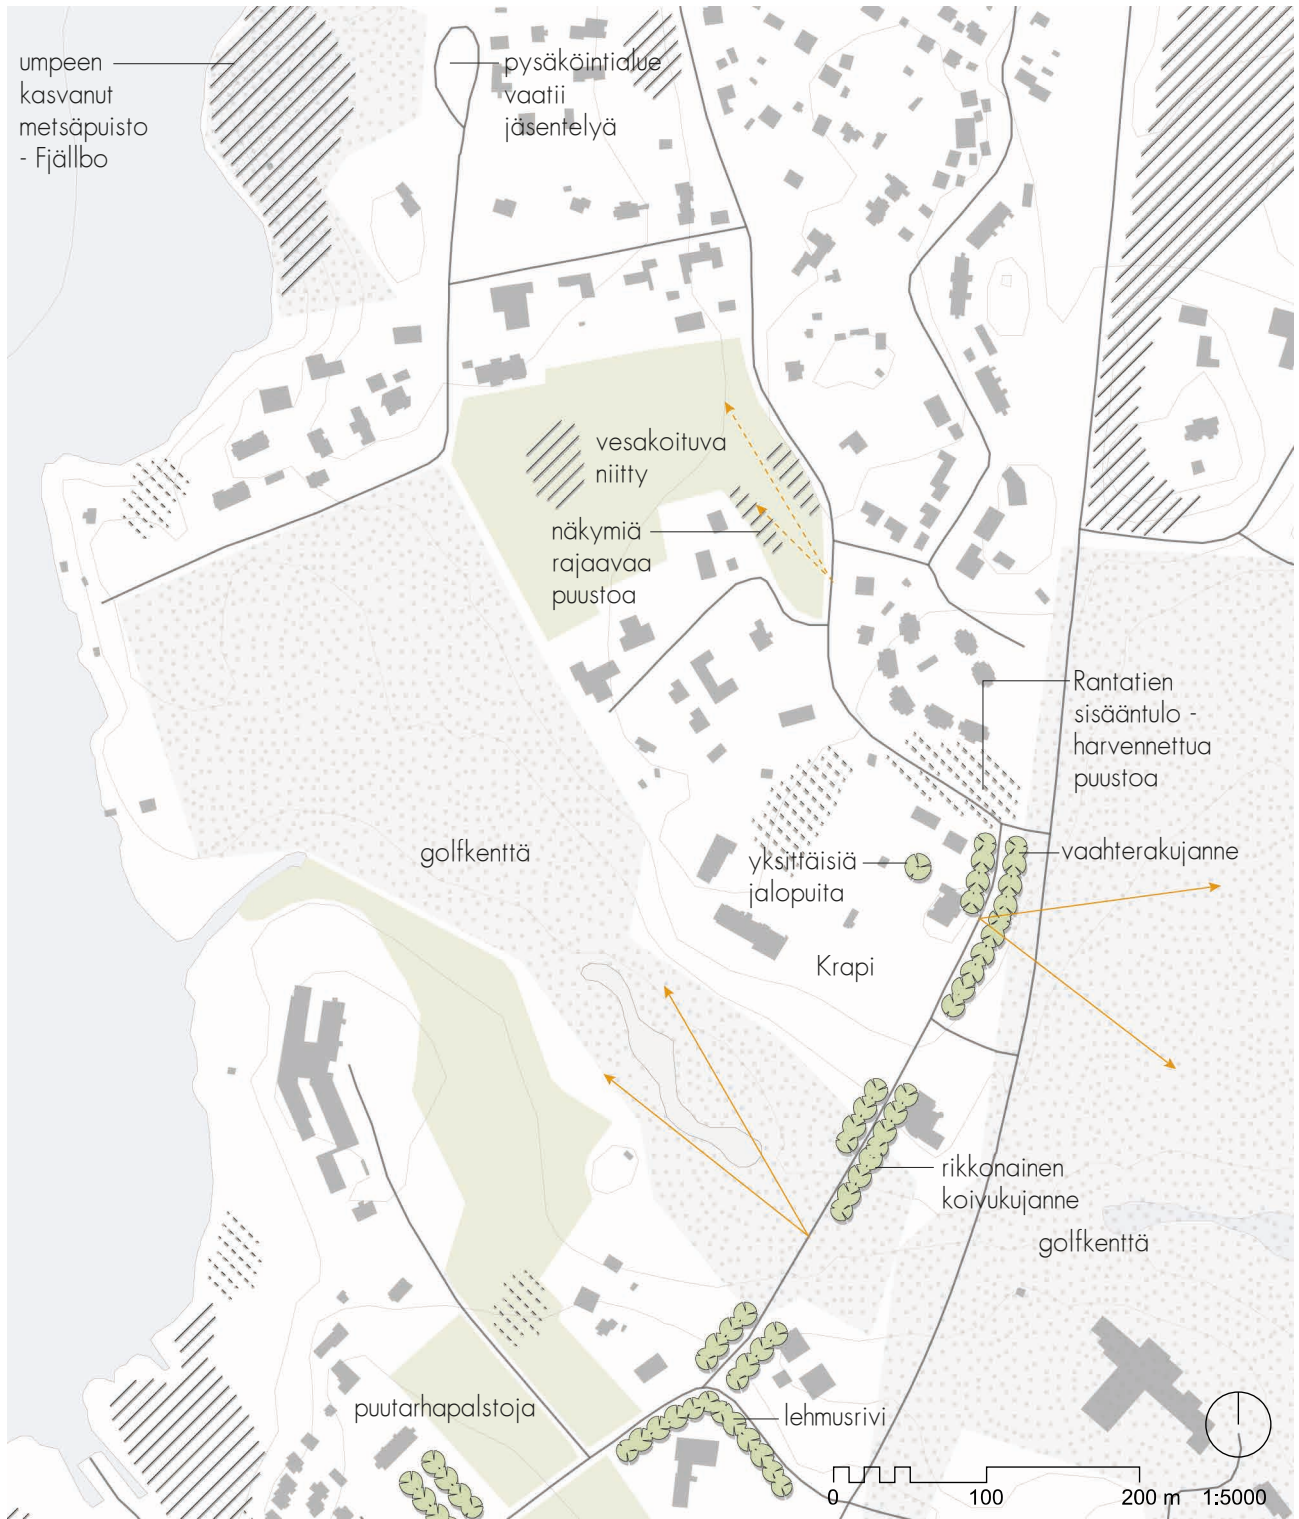 umpeen
kasvanut
metsäpuisto
- Fjällbo
pysäköintialue
vaatii
jäsentelyä
vesakoituva
niitty
näkymiä
rajaavaa
puustoa
Rantatien
sisääntulo -
harvennettua
puustoa
golfkenttä
yksittäisiä
jalopuita
vaahterakujanne
Krapi
rikkonainen
koivukujanne
golfkenttä
puutarhapalstoja
lehmusrivi
0 100 200 m 1:5000